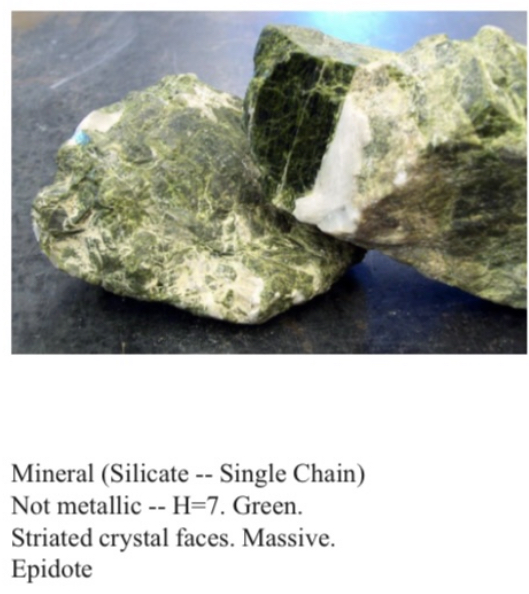 Mineral (Silicate -- Single Chain)
Not metallic -- H=7. Green.
Striated crystal faces. Massive.
Epidote